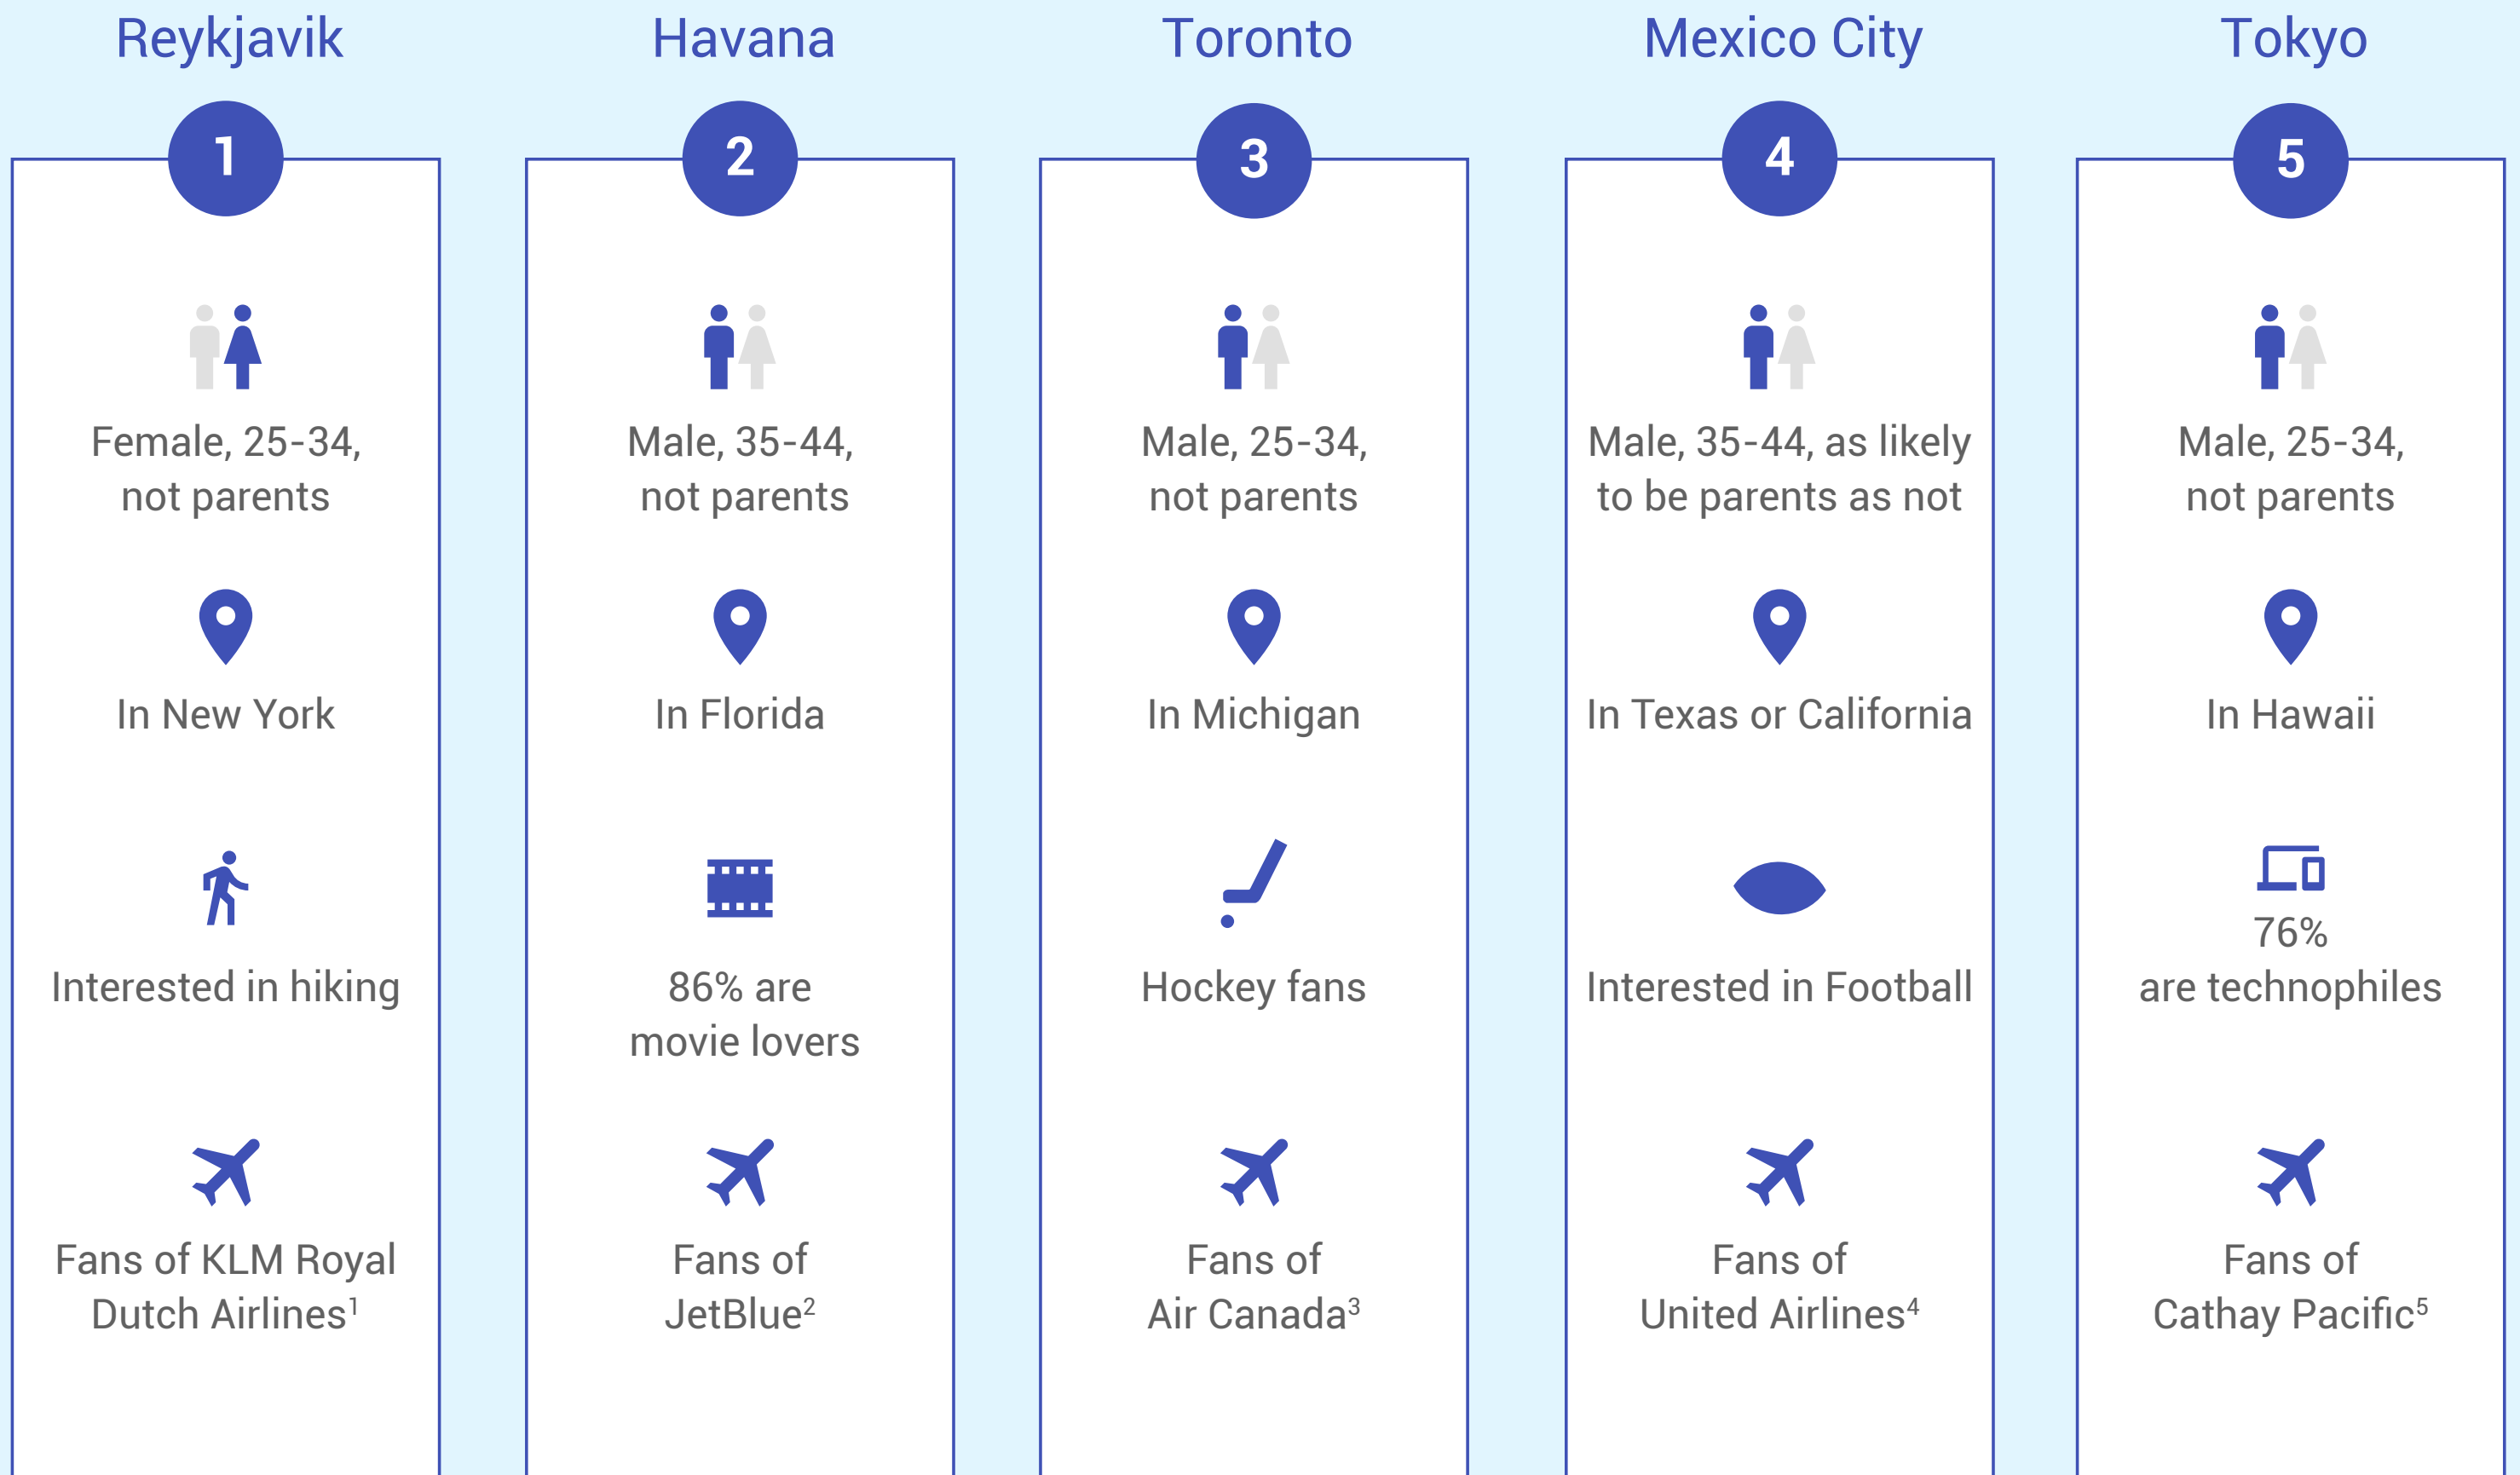 Reykjavik
1
Female, 25-34,
not parents
In New York
Interested in hiking
Fans of KLM Royal
Dutch Airlines¹
Havana
2
Male, 35-44,
not parents
In Florida
86% are
movie lovers
Fans of
JetBlue²
Toronto
3
Male, 25-34,
not parents
In Michigan
Hockey fans
Fans of
Air Canada³
Mexico City
4
Male, 35-44, as likely
to be parents as not
In Texas or California
Interested in Football
Fans of
United Airlines⁴
Tokyo
5
Male, 25-34,
not parents
In Hawaii
76%
are technophiles
Fans of
Cathay Pacific⁵